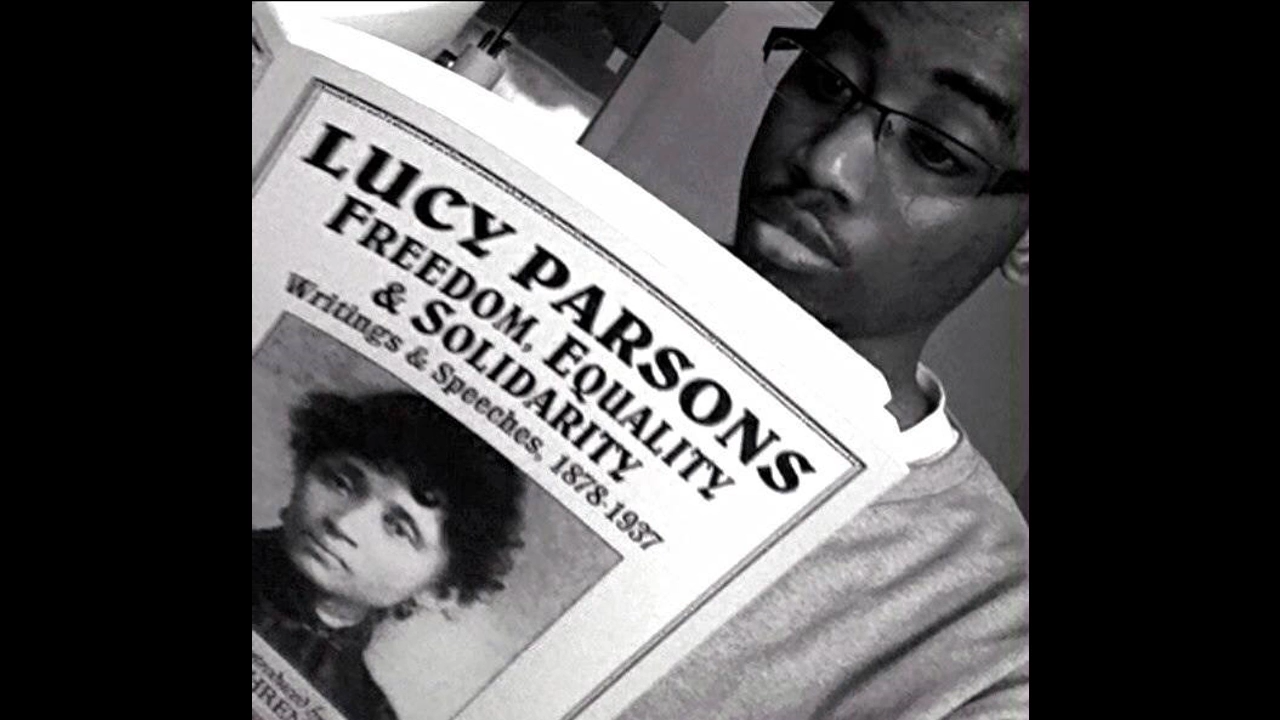 LUCY PARSONS
FREEDOM, EQUALITY
& SOLIDARITY
Writings & Speeches, 1878-1937